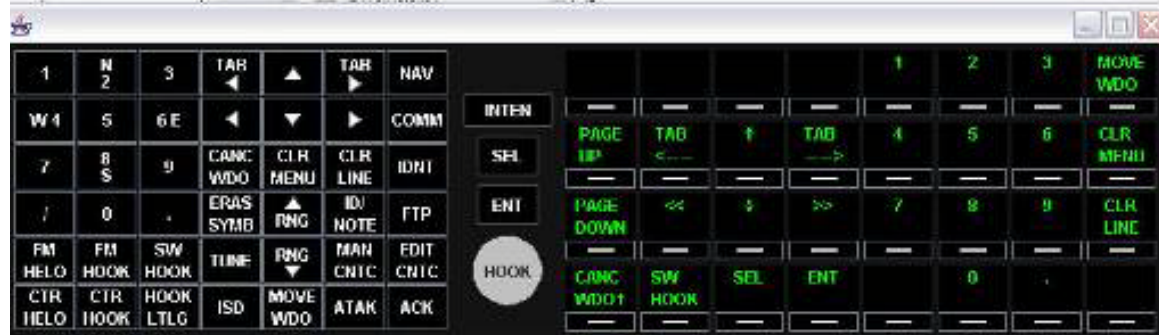 1 N 2 3 TAB TAB NAV
W 4 5 6 E COMM
7 8 S 9 CANC WDO CLR MENU CLR LINE IDNT
/ 0 . ERAS SYMB RNG ID/ NOTE FTP
FM HELO FM HOOK SW HOOK TUNE RNG MAN CNTC EDIT CNTC
CTR HELO CTR HOOK HOOK LTLG ISD MOVE WDO ATAK ACK
INTEN
SEL
ENT
HOOK
1 2 3 MOVE WDO
PAGE UP TAB <--- ↑ TAB ---> 4 5 6 CLR MENU
PAGE DOWN << ↓ >> 7 8 9 CLR LINE
CANC WDO↑ SW HOOK SEL ENT 0 .